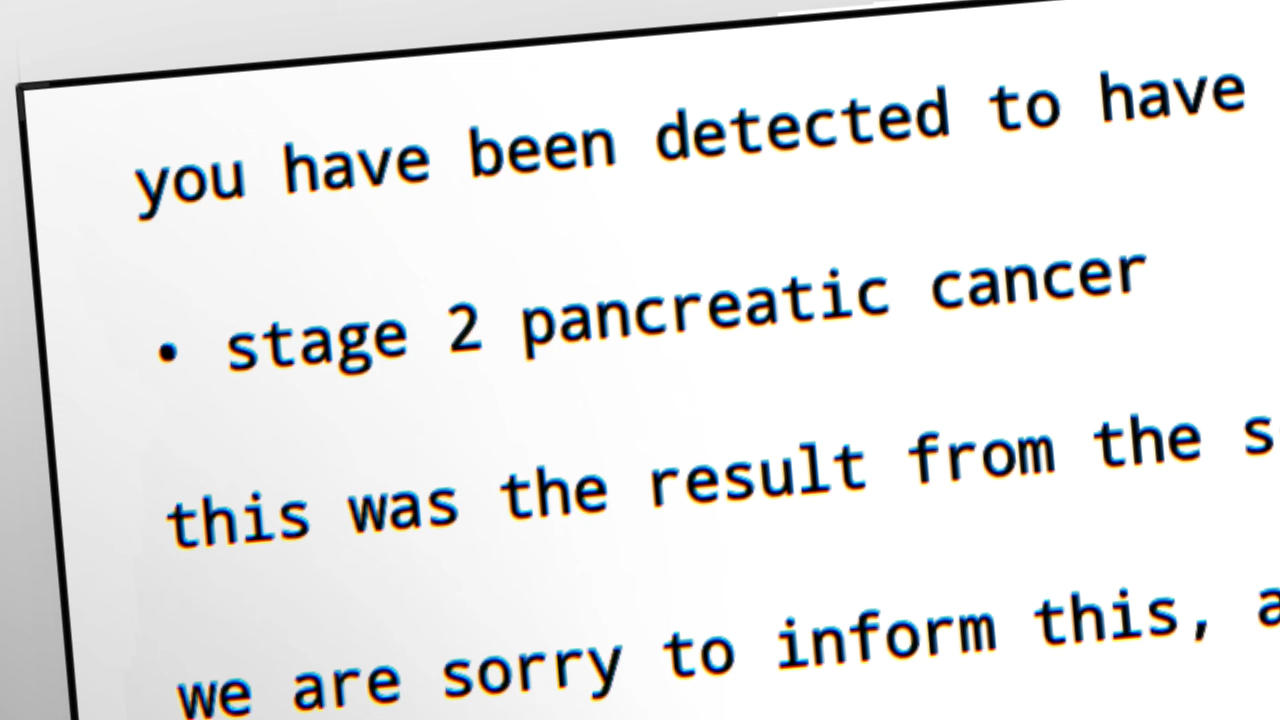 you have been detected to have
• stage 2 pancreatic cancer
this was the result from the
we are sorry to inform this,